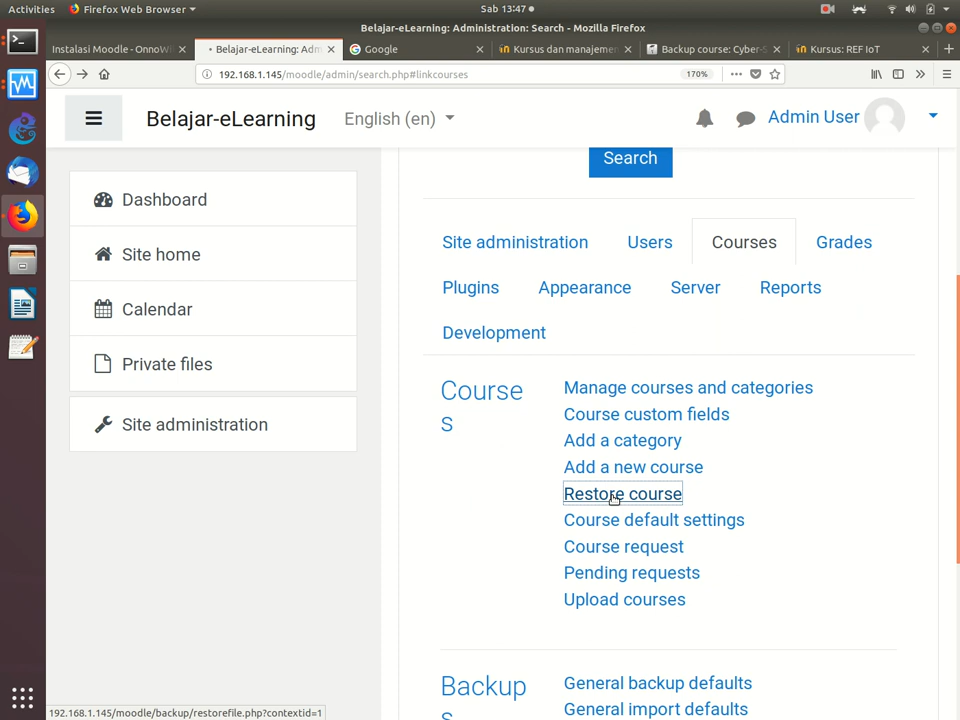 Activities
Firefox Web Browser
Sab 13:47
Belajar-eLearning: Administration: Search - Mozilla Firefox
Instalasi Moodle - OnnoWi
Belajar-eLearning: Adm
Google
Kursus dan manajemen
Backup course: Cyber-S
Kursus: REF IoT
192.168.1.145/moodle/admin/search.php#linkcourses
170%
Belajar-eLearning
English (en)
Admin User
Dashboard
Site home
Calendar
Private files
Site administration
Search
Site administration
Users
Courses
Grades
Plugins
Appearance
Server
Reports
Development
Course
s
Manage courses and categories
Course custom fields
Add a category
Add a new course
Restore course
Course default settings
Course request
Pending requests
Upload courses
Backup
s
General backup defaults
General import defaults
192.168.1.145/moodle/backup/restorefile.php?contextid=1